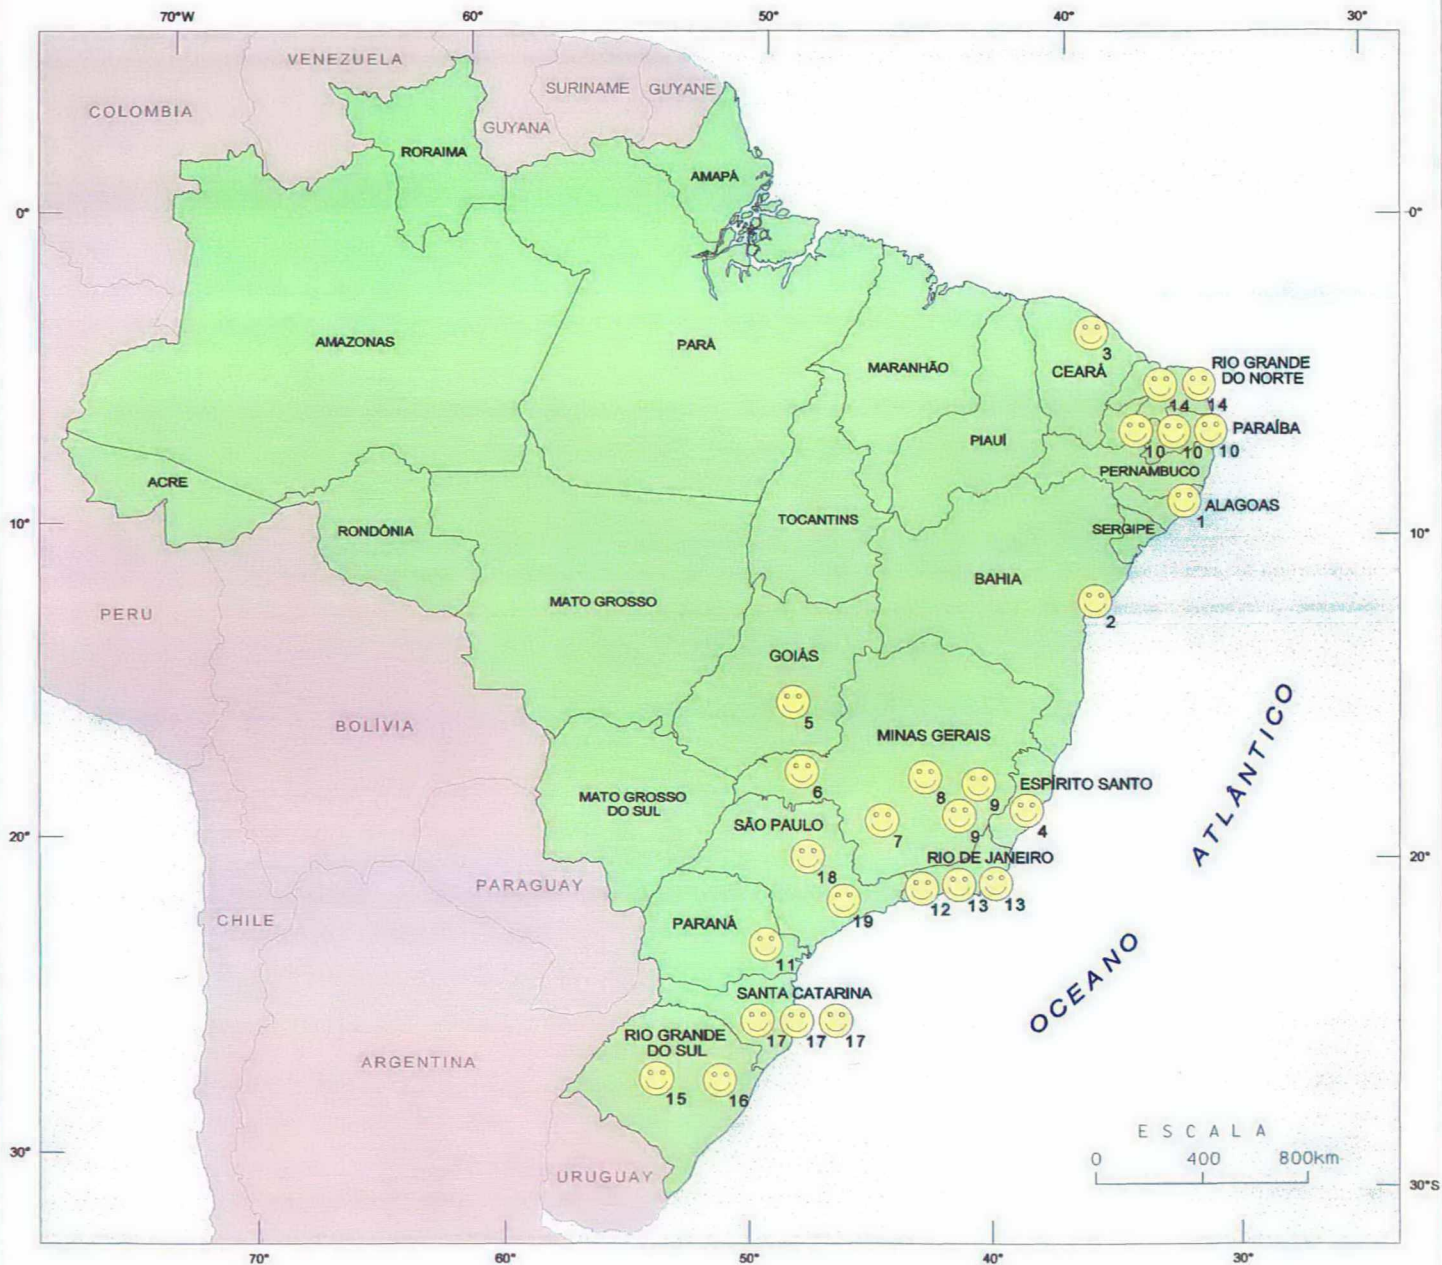 70°W 60° 50° 40° 30°
VENEZUELA
COLOMBIA
SURINAME
GUYANE
GUYANA
RORAIMA
AMAPÁ
0°
0°
AMAZONAS
PARÁ
MARANHÃO
CEARÁ
3
RIO GRANDE
DO NORTE
14
14
PIAUÍ
PARAÍBA
10
10
10
PERNAMBUCO
ACRE
RONDÔNIA
TOCANTINS
ALAGOAS
1
SERGIPE
10°
10°
MATO GROSSO
BAHIA
2
PERU
GOIÁS
5
BOLÍVIA
MINAS GERAIS
MATO GROSSO
DO SUL
6
8
9
ESPÍRITO SANTO
4
SÃO PAULO
7
9
20°
20°
RIO DE JANEIRO
18
12
13
13
19
PARAGUAY
CHILE
PARANÁ
11
ATLÂNTICO
OCEANO
SANTA CATARINA
17
17
17
RIO GRANDE
DO SUL
15
16
ARGENTINA
URUGUAY
ESCALA
0 400 800km
30°
30°S
70° 60° 50° 40° 30°